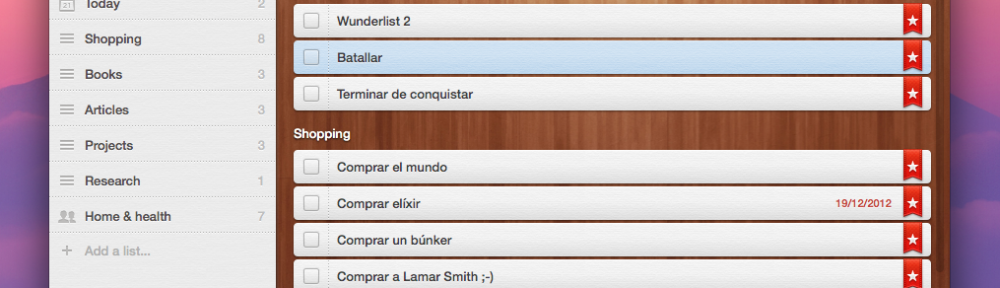 Today 2
Shopping 8
Books 3
Articles 3
Projects 3
Research 1
Home & health 7
+ Add a list...
Wunderlist 2
Batallar
Terminar de conquistar
Shopping
Comprar el mundo
Comprar elíxir 19/12/2012
Comprar un búnker
Comprar a Lamar Smith ;-)